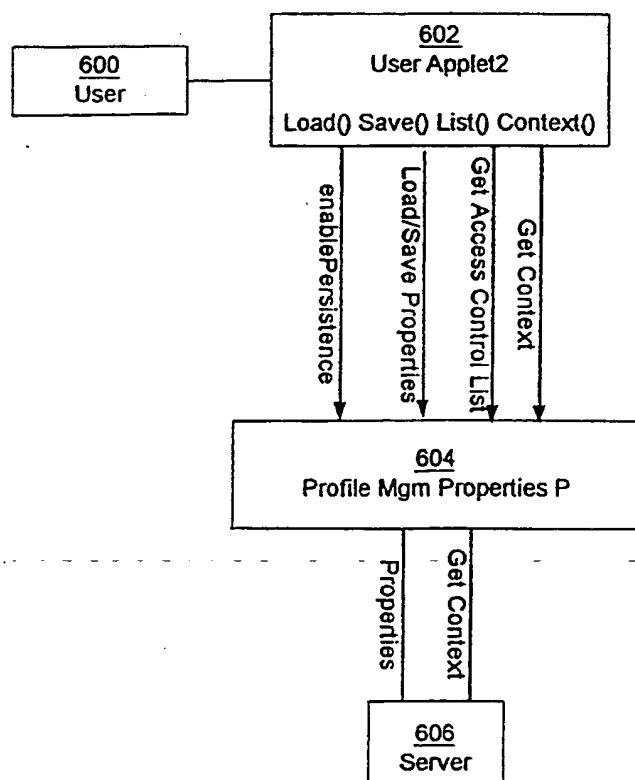 600
User
602
User Applet2
Load() Save() List() Context()
enablePersistence
Load/Save Properties
Get Access Control List
Get Context
604
Profile Mgm Properties P
Properties
Get Context
606
Server